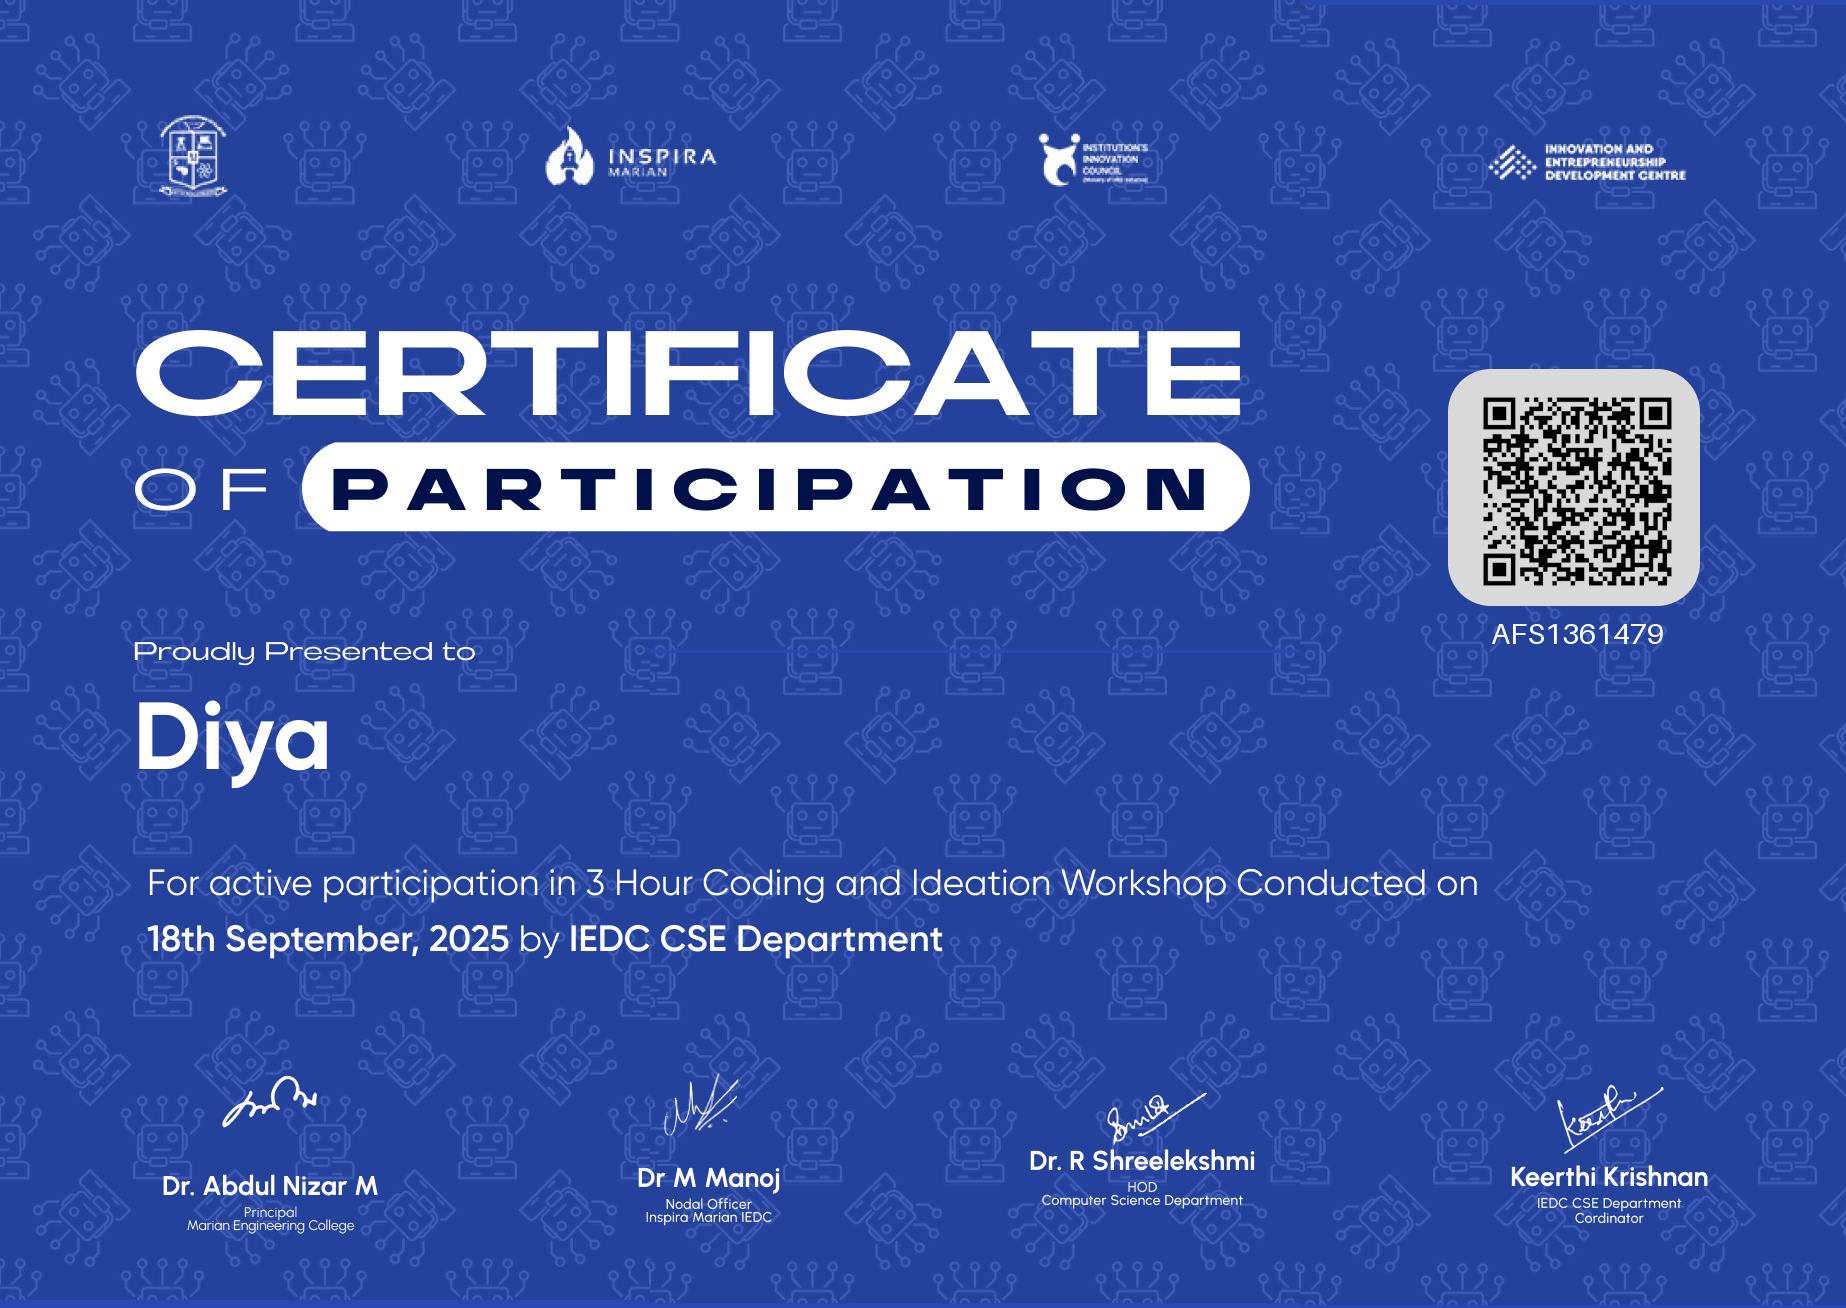 INSPIRA
MARIAN
INSTITUTION'S
INNOVATION
COUNCIL
INNOVATION AND
ENTREPRENEURSHIP
DEVELOPMENT CENTRE
CERTIFICATE
OF PARTICIPATION
AFS1361479
Proudly Presented to
Diya
For active participation in 3 Hour Coding and Ideation Workshop Conducted on
18th September, 2025 by IEDC CSE Department
Dr. Abdul Nizar M
Principal
Marian Engineering College
Dr M Manoj
Nodal Officer
Inspira Marian IEDC
Dr. R Shreelekshmi
HOD
Computer Science Department
Keerthi Krishnan
IEDC CSE Department
Cordinator